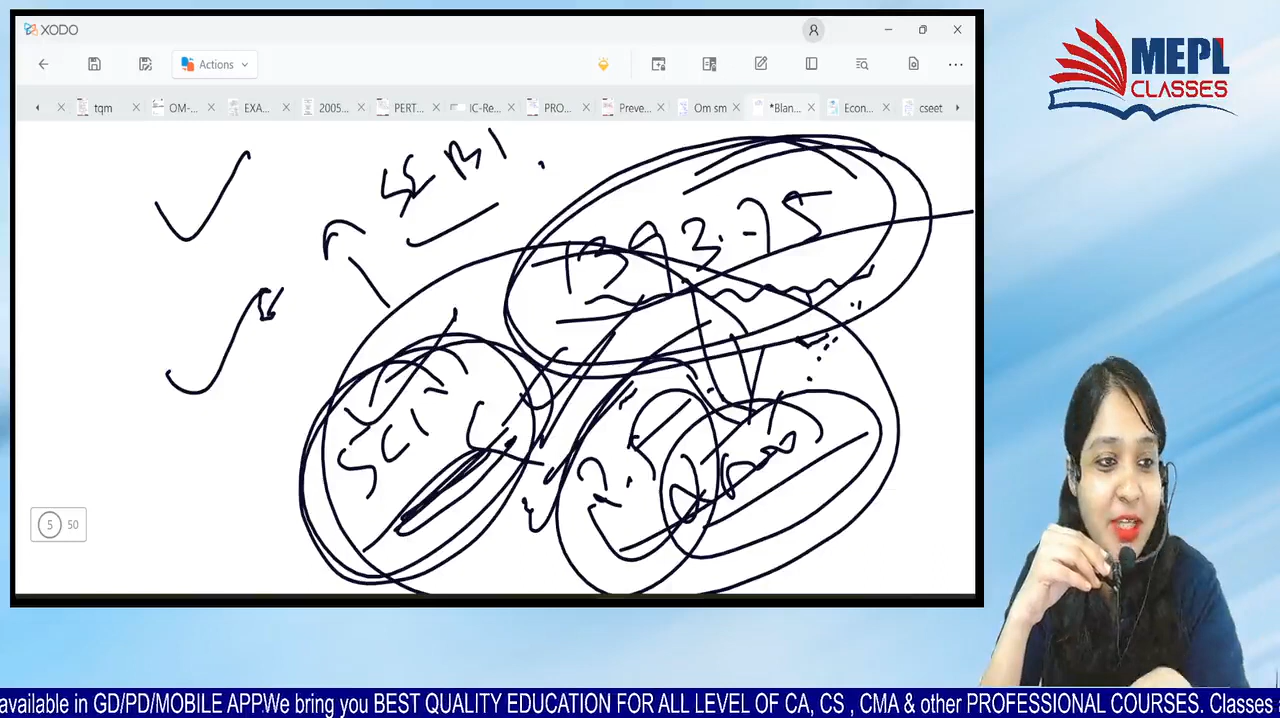 XODO
Actions
tqm
OM-...
EXA...
2005...
PERT...
IC-Re...
PRO...
Preve...
Om sm
*Blan...
Econ...
cseet
MEPL
CLASSES
SEBI
1393.75
5
50
available in GD/PD/MOBILE APP.We bring you BEST QUALITY EDUCATION FOR ALL LEVEL OF CA, CS , CMA & other PROFESSIONAL COURSES. Classes